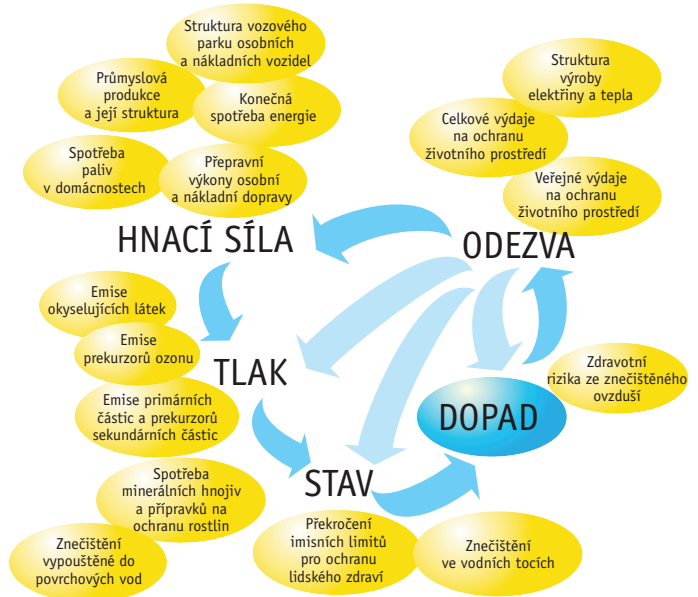 Struktura vozového
parku osobních
a nákladních vozidel
Průmyslová
produkce
a její struktura
Konečná
spotřeba energie
Spotřeba
paliv
v domácnostech
Přepravní
výkony osobní
a nákladní dopravy
Struktura
výroby
elektřiny a tepla
Celkové výdaje
na ochranu
životního prostředí
Veřejné výdaje
na ochranu
životního prostředí
HNACÍ SÍLA
ODEZVA
Emise
okyselujících látek
Emise
prekurzorů ozonu
TLAK
Emise primárních
částic a prekurzorů
sekundárních částic
Zdravotní
rizika ze znečištěného
ovzduší
DOPAD
STAV
Spotřeba
minerálních hnojiv
a přípravků na
ochranu rostlin
Znečištění
vypouštěné do
povrchových vod
Překročení
imisních limitů
pro ochranu
lidského zdraví
Znečištění
ve vodních tocích